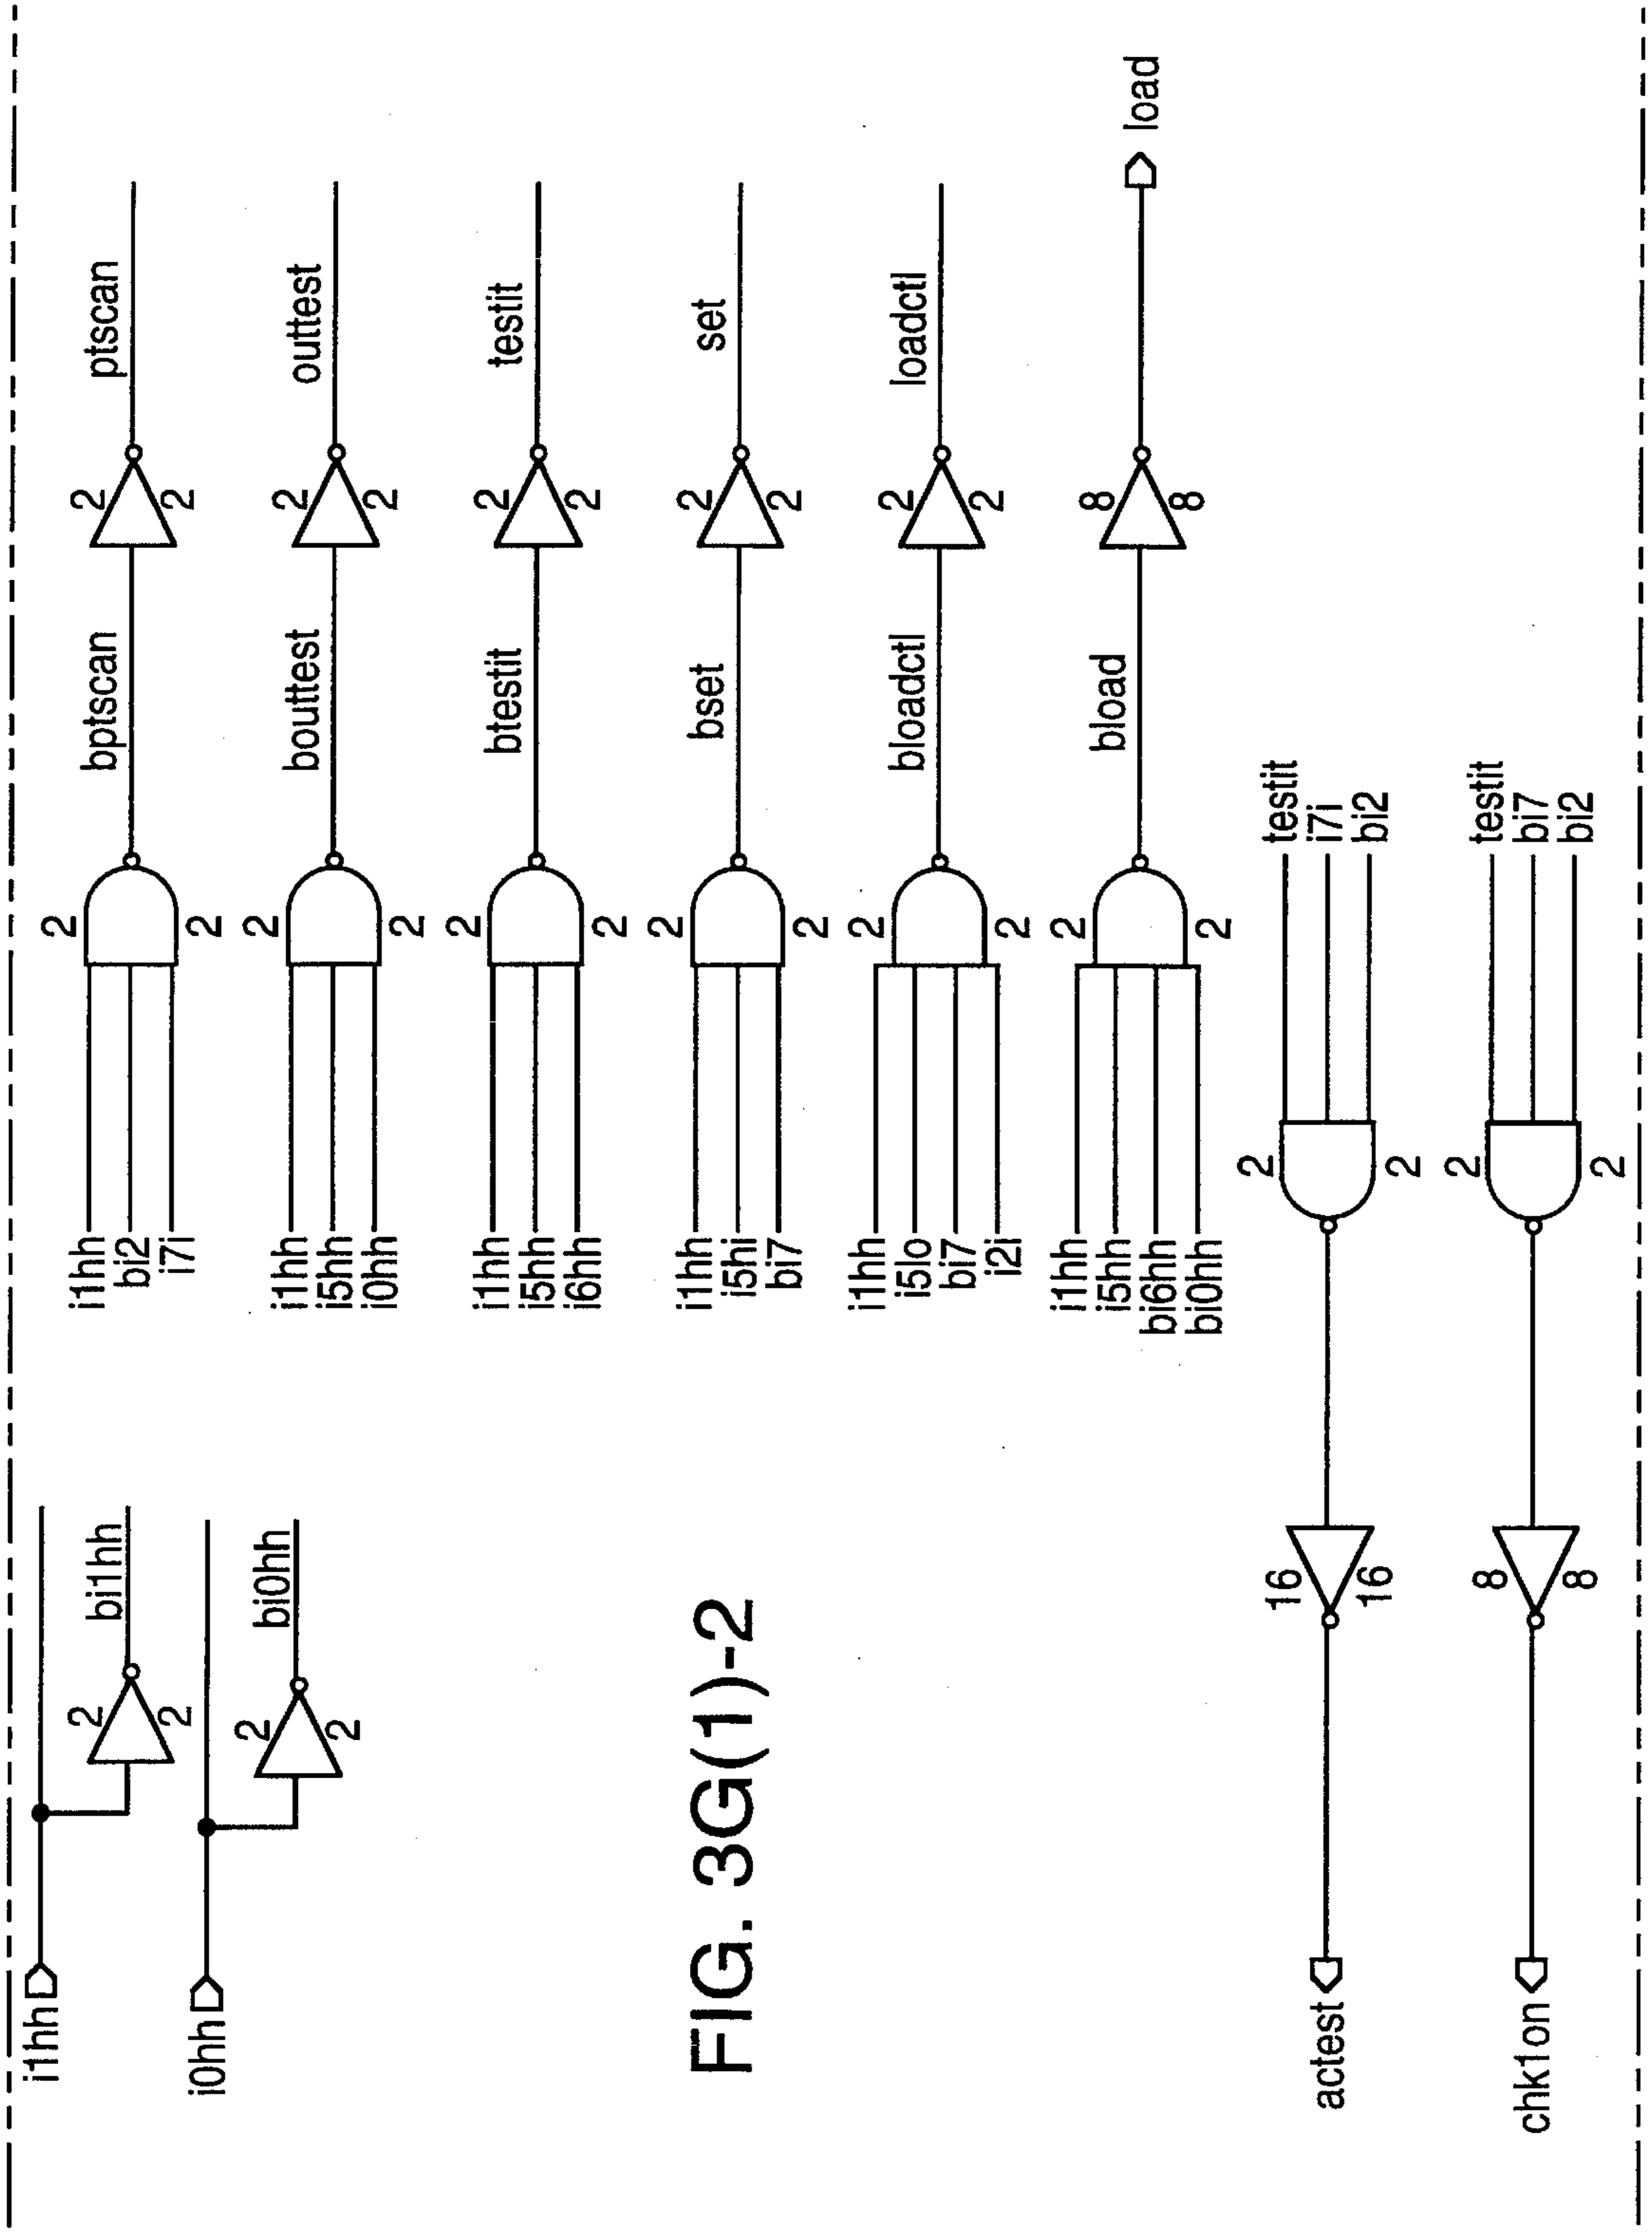 i1hh
2
bi1hh
2
i0hh
2
bi0hh
2
i1hh
bi2
i7i
2
2
bptscan
2
2
ptscan
i1hh
i5hh
i0hh
2
2
bouttest
2
2
outtest
i1hh
i5hh
i6hh
2
2
btestit
2
2
testit
i1hh
i5hi
bi7
2
2
bset
2
2
set
i1hh
i5lo
bi7
i2i
2
2
bloadctl
2
2
loadctl
i1hh
i5hh
bi6hh
bi0hh
2
2
bload
8
8
load
FIG. 3G(1)-2
actest
16
16
2
2
testit
i7i
bi2
chk1on
8
8
2
2
testit
bi7
bi2